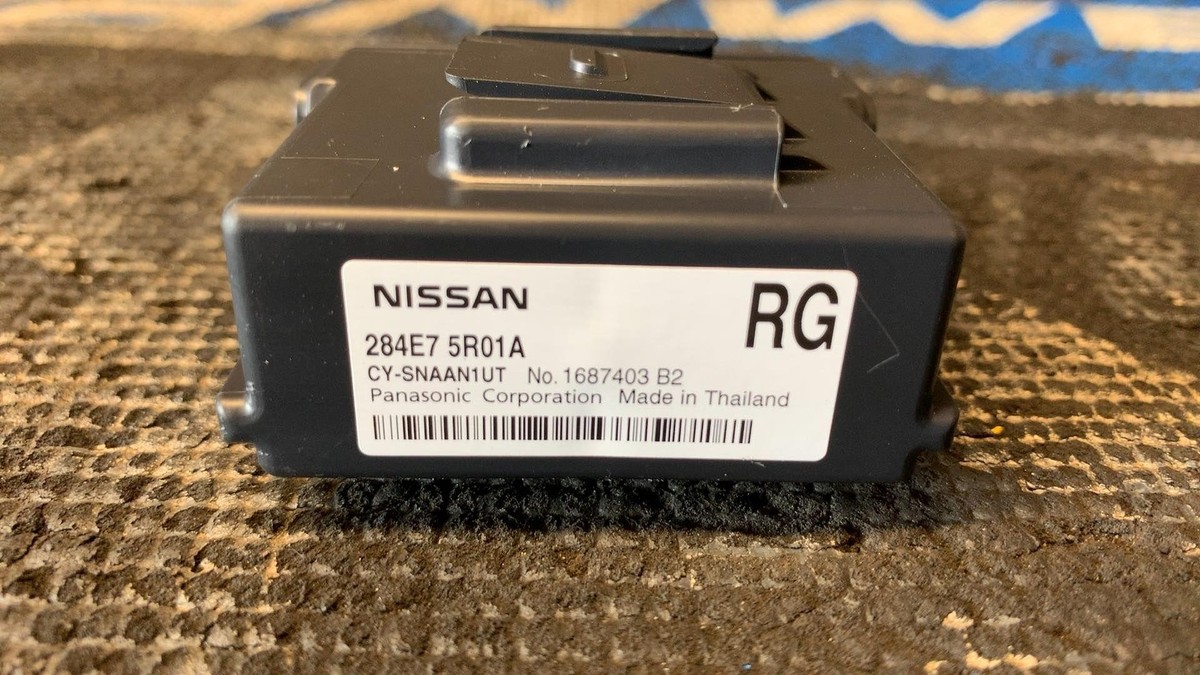 NISSAN
RG
284E7 5R01A
CY-SNAAN1UT No. 1687403 B2
Panasonic Corporation Made in Thailand